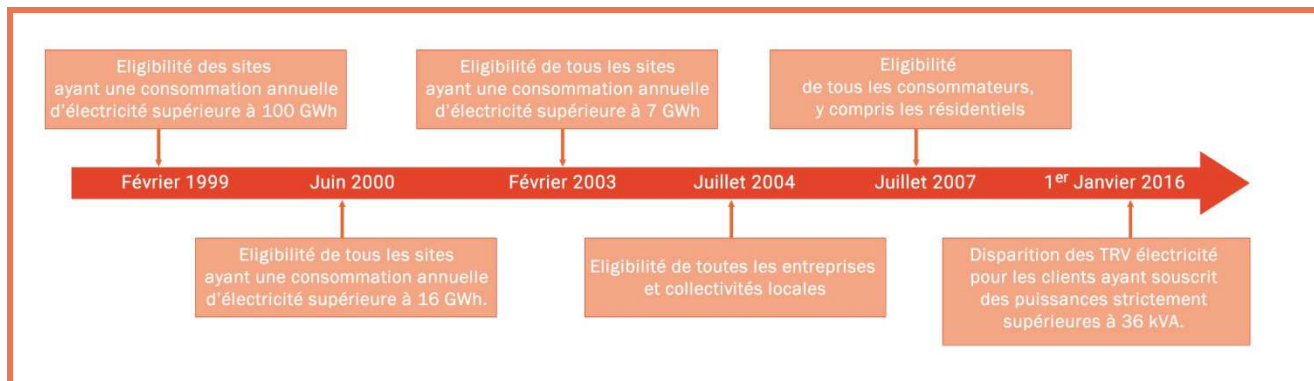 Eligibilité des sites
ayant une consommation annuelle
d'électricité supérieure à 100 GWh
Eligibilité de tous les sites
ayant une consommation annuelle
d'électricité supérieure à 7 GWh
Eligibilité
de tous les consommateurs,
y compris les résidentiels
Février 1999
Juin 2000
Février 2003
Juillet 2004
Juillet 2007
1er Janvier 2016
Eligibilité de tous les sites
ayant une consommation annuelle
d'électricité supérieure à 16 GWh.
Eligibilité de toutes les entreprises
et collectivités locales
Disparition des TRV électricité
pour les clients ayant souscrit
des puissances strictement
supérieures à 36 kVA.